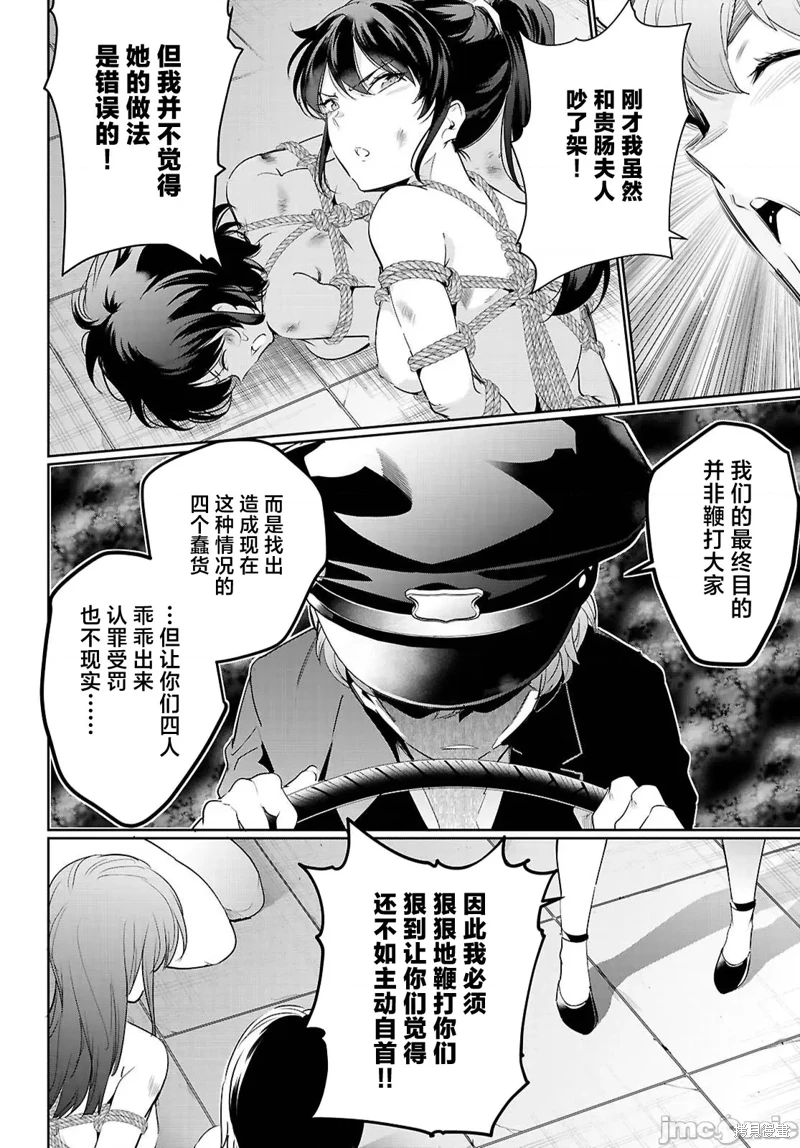 刚才我虽然
和贵肠夫人
吵了架！
但我并不觉得
她的做法
是错误的！
我们的最终目的
并非鞭打大家
而是找出
造成现在
这种情况的
四个蠢货
…但让你们四人
乖乖出来
认罪受罚
也不现实……
因此我必须
狠狠地鞭打你们
狠到让你们觉得
还不如主动自首!!
拷貝漫畫